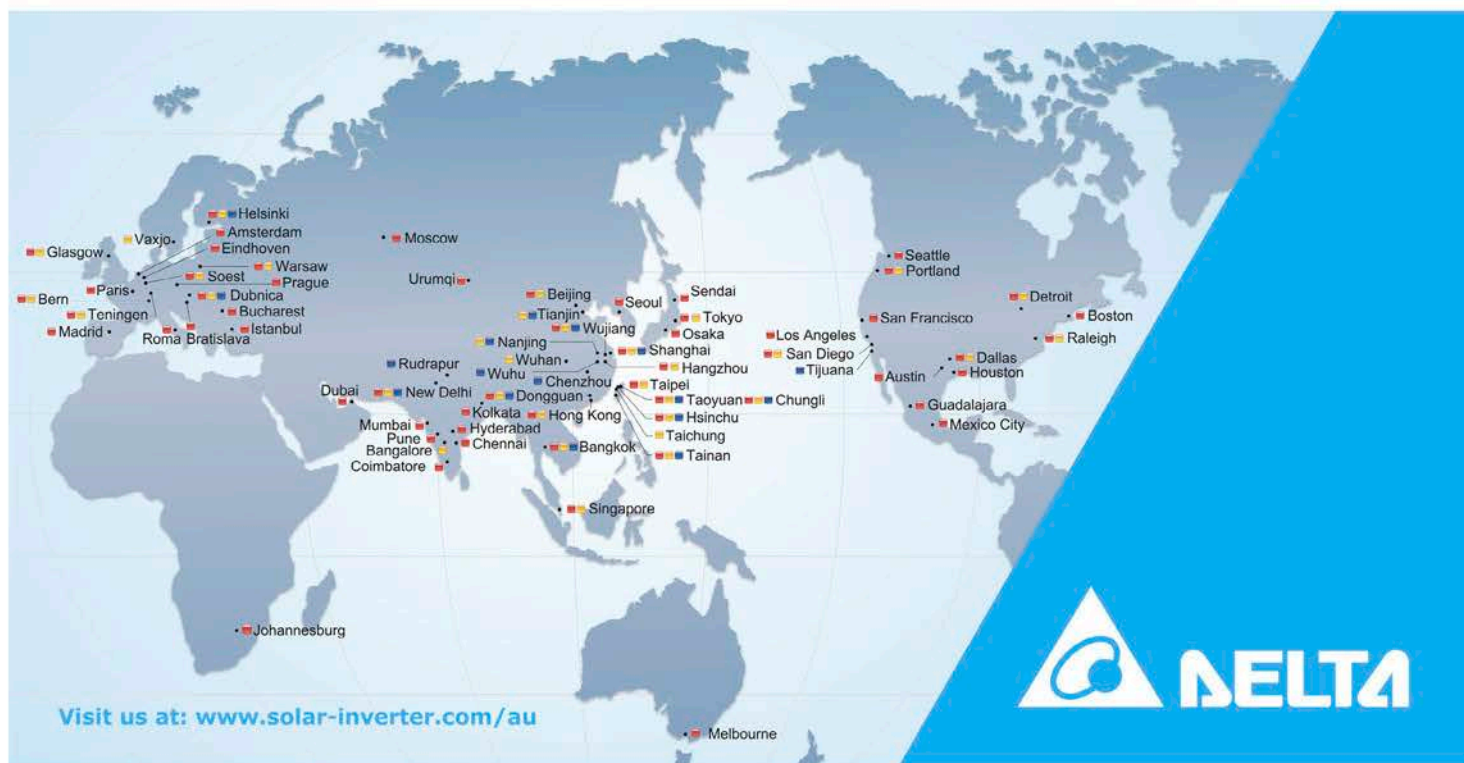 Helsinki
Amsterdam
Vaxjo
Eindhoven
Glasgow
Moscow
Warsaw
Soest
Prague
Paris
Urumqi
Bern
Dubnica
Teningen
Bucharest
Madrid
Roma Bratislava
Istanbul
Beijing
Seoul
Sendai
Tianjin
Tokyo
Wujiang
Osaka
Nanjing
Shanghai
Wuhan
Hangzhou
Rudrapur
Wuhu
Chenzhou
Taipei
Dubai
New Delhi
Dongguan
Taoyuan
Chungli
Kolkata
Hong Kong
Hsinchu
Mumbai
Hyderabad
Pune
Chennai
Taichung
Bangalore
Bangkok
Tainan
Coimbatore
Singapore
Seattle
Portland
Detroit
San Francisco
Boston
Los Angeles
Raleigh
San Diego
Dallas
Tijuana
Houston
Austin
Guadalajara
Mexico City
Johannesburg
Melbourne
Visit us at: www.solar-inverter.com/au
DELTA